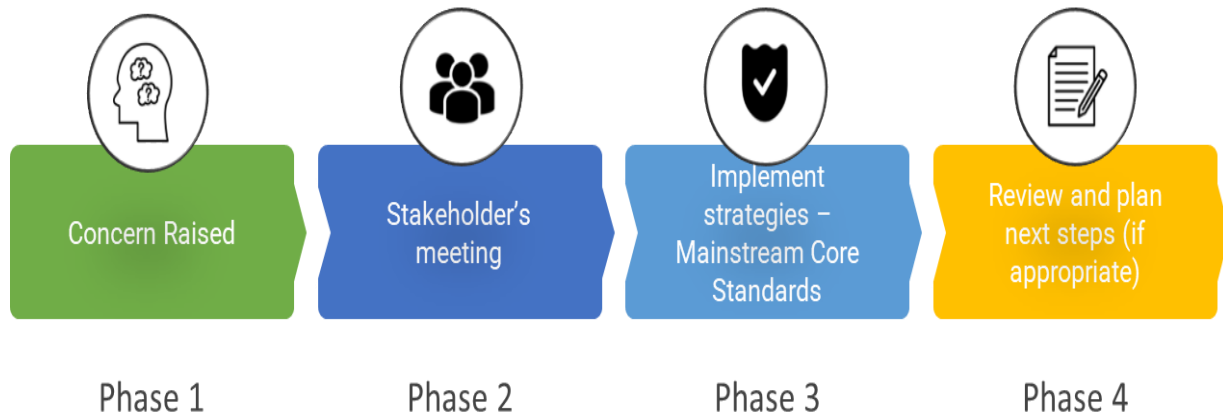 Concern Raised
Stakeholder’s
meeting
Implement
strategies –
Mainstream Core
Standards
Review and plan
next steps (if
appropriate)
Phase 1
Phase 2
Phase 3
Phase 4